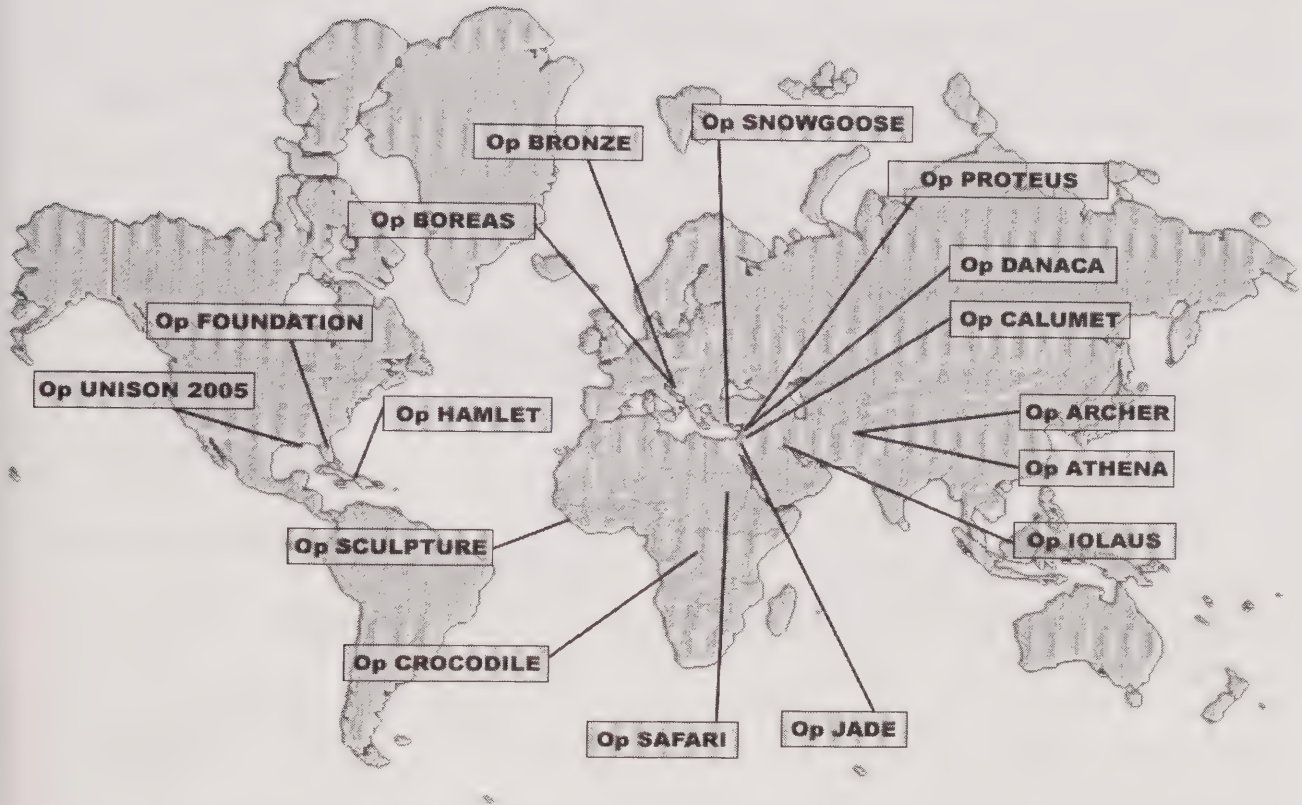 Op SNOWGOOSE
Op BRONZE
Op PROTEUS
Op BOREAS
Op DANACA
Op FOUNDATION
Op CALUMET
Op UNISON 2005
Op HAMLET
Op ARCHER
Op ATHENA
Op SCULPTURE
Op IOLAUS
Op CROCODILE
Op SAFARI
Op JADE